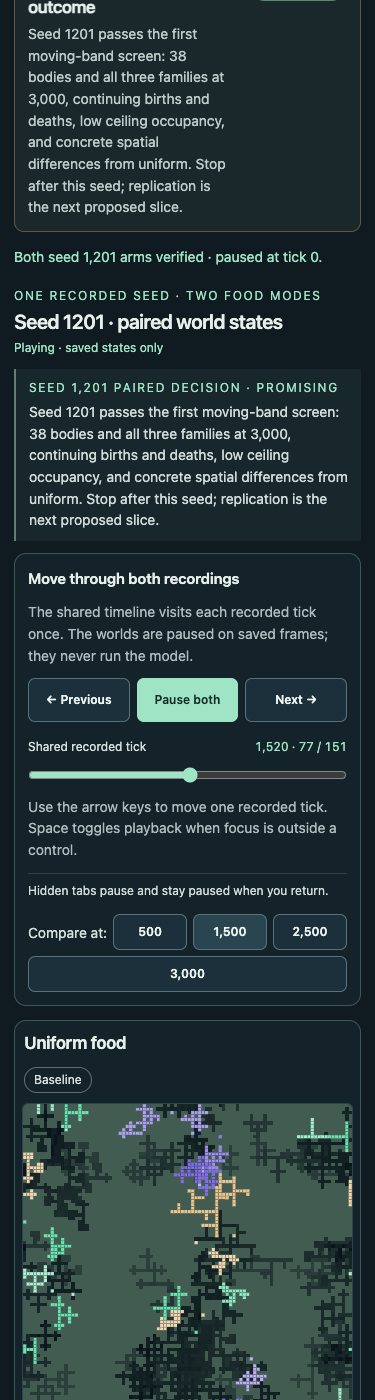 outcome
Seed 1201 passes the first
moving-band screen: 38
bodies and all three families at
3,000, continuing births and
deaths, low ceiling occupancy,
and concrete spatial
differences from uniform. Stop
after this seed; replication is
the next proposed slice.
Both seed 1,201 arms verified · paused at tick 0.
ONE RECORDED SEED · TWO FOOD MODES
Seed 1201 · paired world states
Playing · saved states only
SEED 1,201 PAIRED DECISION · PROMISING
Seed 1201 passes the first moving-band screen:
38 bodies and all three families at 3,000,
continuing births and deaths, low ceiling
occupancy, and concrete spatial differences from
uniform. Stop after this seed; replication is the
next proposed slice.
Move through both recordings
The shared timeline visits each recorded tick
once. The worlds are paused on saved frames;
they never run the model.
← Previous
Pause both
Next →
Shared recorded tick
1,520 · 77 / 151
Use the arrow keys to move one recorded tick.
Space toggles playback when focus is outside a
control.
Hidden tabs pause and stay paused when you return.
Compare at:
500
1,500
2,500
3,000
Uniform food
Baseline